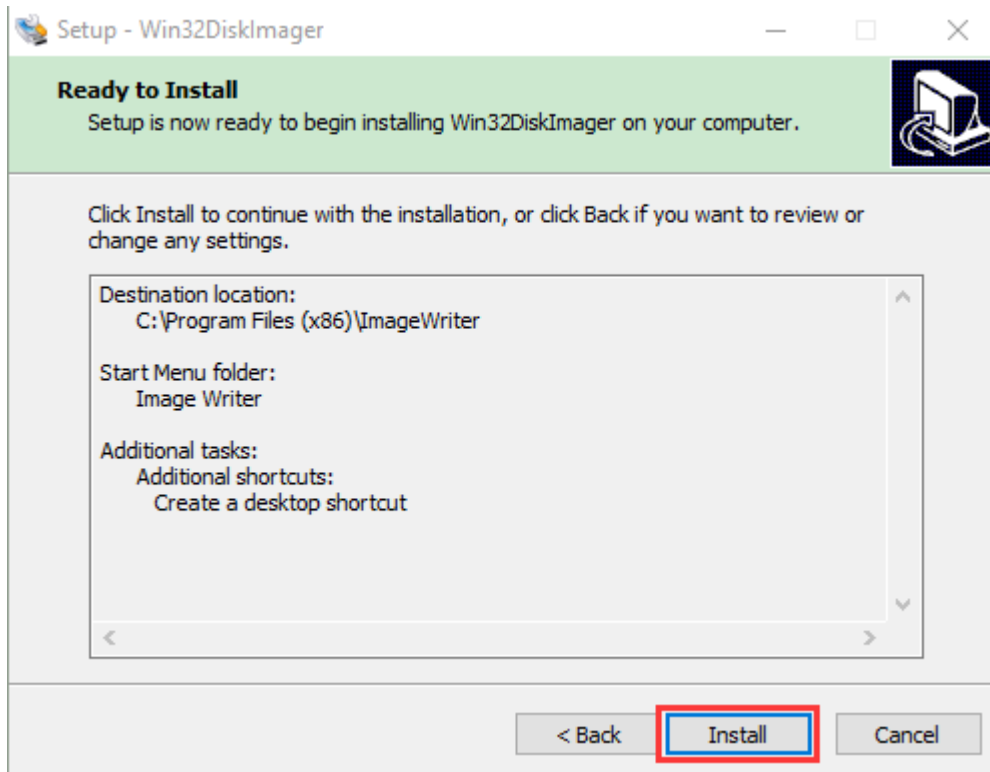 Setup - Win32DiskImager
Ready to Install
Setup is now ready to begin installing Win32DiskImager on your computer.
Click Install to continue with the installation, or click Back if you want to review or
change any settings.
Destination location:
C:\Program Files (x86)\ImageWriter
Start Menu folder:
Image Writer
Additional tasks:
Additional shortcuts:
Create a desktop shortcut
< Back
Install
Cancel